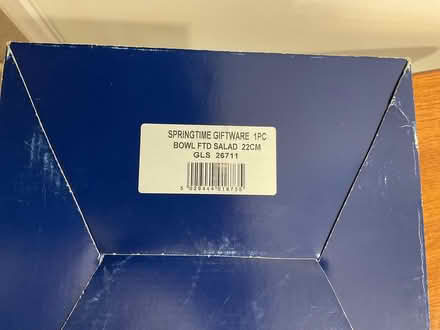 SPRINGTIME GIFTWARE 1PC
BOWL FTD SALAD 22CM
GLS 26711